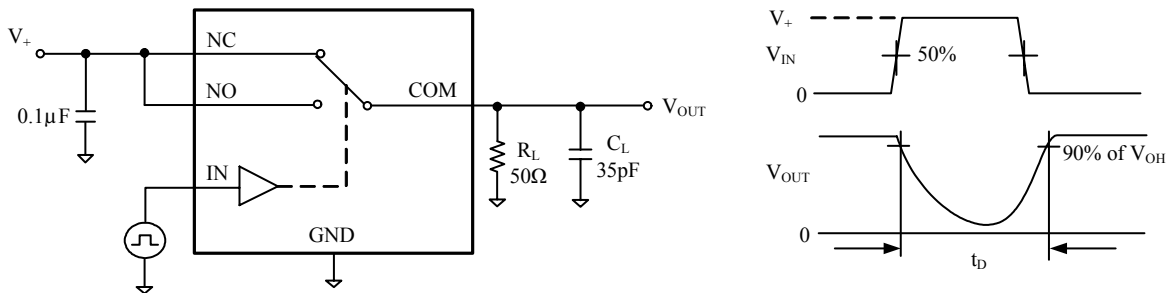 V+
NC
NO
COM
0.1μF
IN
GND
VOUT
RL
50Ω
CL
35pF
V+
VIN
50%
0
VOUT
90% of VOH
0
tD